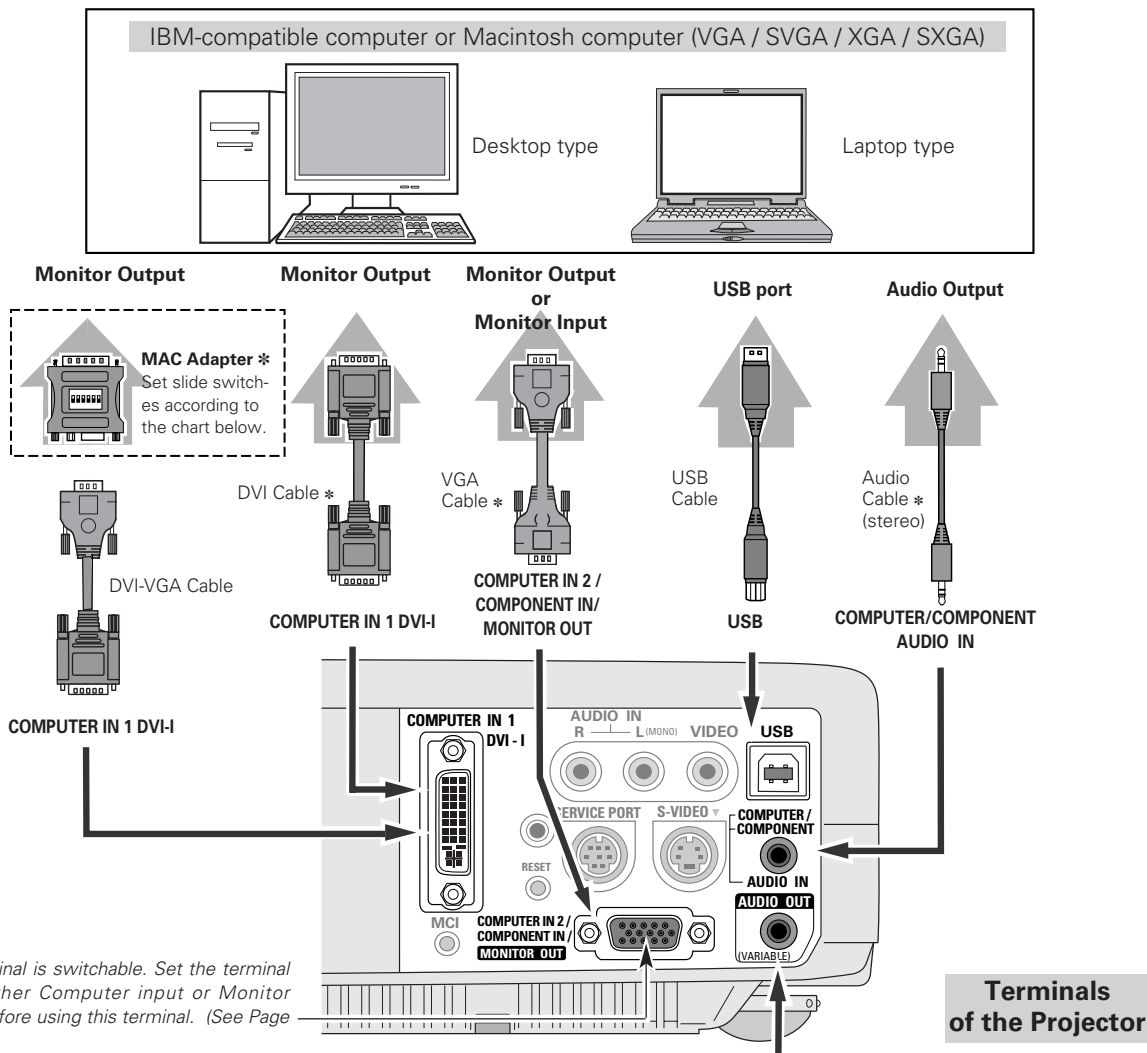 IBM-compatible computer or Macintosh computer (VGA / SVGA / XGA / SXGA)
Desktop type
Laptop type
Monitor Output
Monitor Output
Monitor Output
or
Monitor Input
USB port
Audio Output
MAC Adapter *
Set slide switch-
es according to
the chart below.
DVI Cable *
VGA
Cable *
USB
Cable
Audio
Cable *
(stereo)
DVI-VGA Cable
COMPUTER IN 1 DVI-I
COMPUTER IN 1 DVI-I
COMPUTER IN 2 /
COMPONENT IN/
MONITOR OUT
USB
COMPUTER/COMPONENT
AUDIO IN
COMPUTER IN 1
DVI - I
AUDIO IN
R L (MONO) VIDEO
USB
SERVICE PORT
S-VIDEO
COMPUTER /
COMPONENT
AUDIO IN
RESET
MCI
COMPUTER IN 2 /
COMPONENT IN /
MONITOR OUT
AUDIO OUT
(VARIABLE)
is switchable. Set the terminal
Computer input or Monitor
using this terminal. (See Page
Terminals
of the Projector